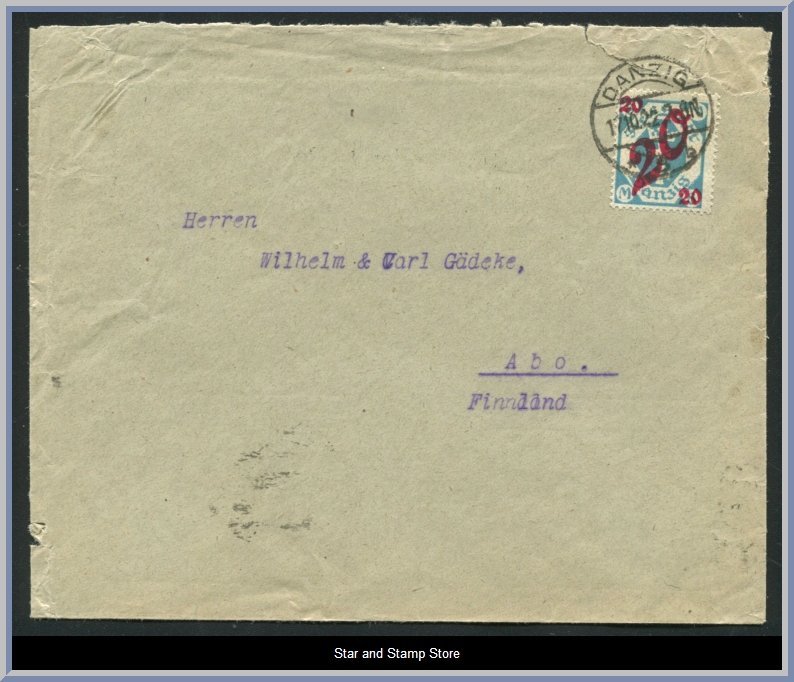 DANZIG
20
20
M
20
Herren
Wilhelm & Carl Gädeke,
Abo.
Finnland
Star and Stamp Store